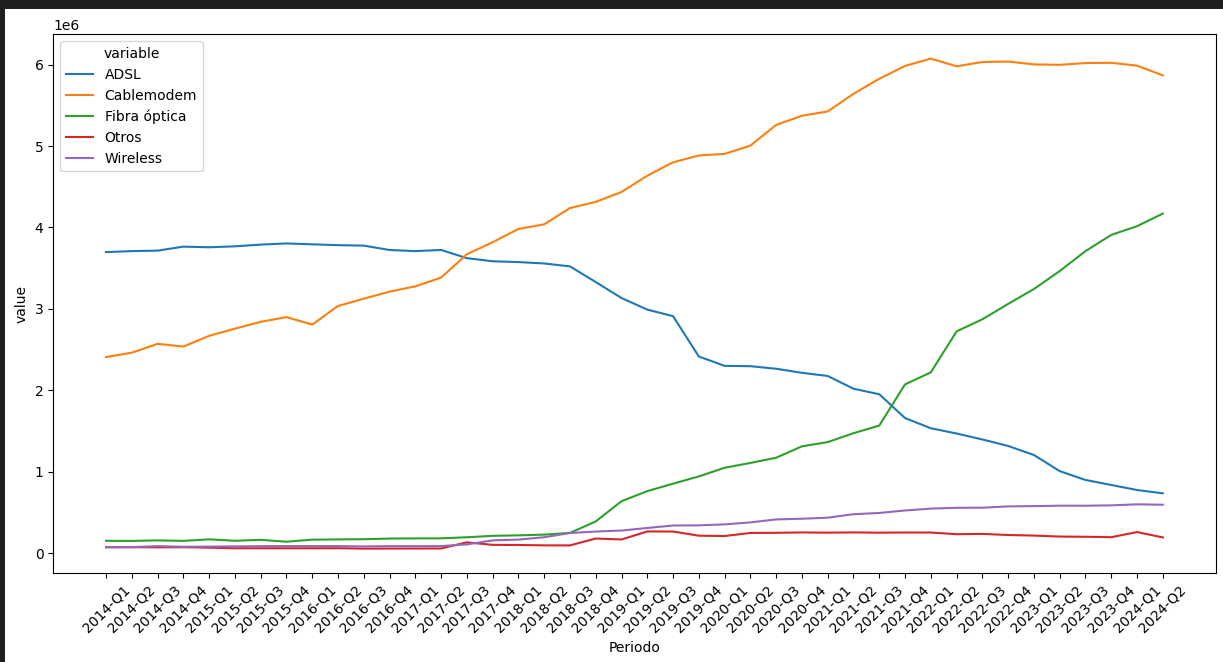 1e6
variable
ADSL
Cablemodem
Fibra óptica
Otros
Wireless
6
5
4
3
2
1
0
value
2014-Q1
2014-Q2
2014-Q3
2014-Q4
2015-Q1
2015-Q2
2015-Q3
2015-Q4
2016-Q1
2016-Q2
2016-Q3
2016-Q4
2017-Q1
2017-Q2
2017-Q3
2017-Q4
2018-Q1
2018-Q2
2018-Q3
2018-Q4
2019-Q1
2019-Q2
2019-Q3
2019-Q4
2020-Q1
2020-Q2
2020-Q3
2020-Q4
2021-Q1
2021-Q2
2021-Q3
2021-Q4
2022-Q1
2022-Q2
2022-Q3
2022-Q4
2023-Q1
2023-Q2
2023-Q3
2023-Q4
2024-Q1
2024-Q2
Periodo